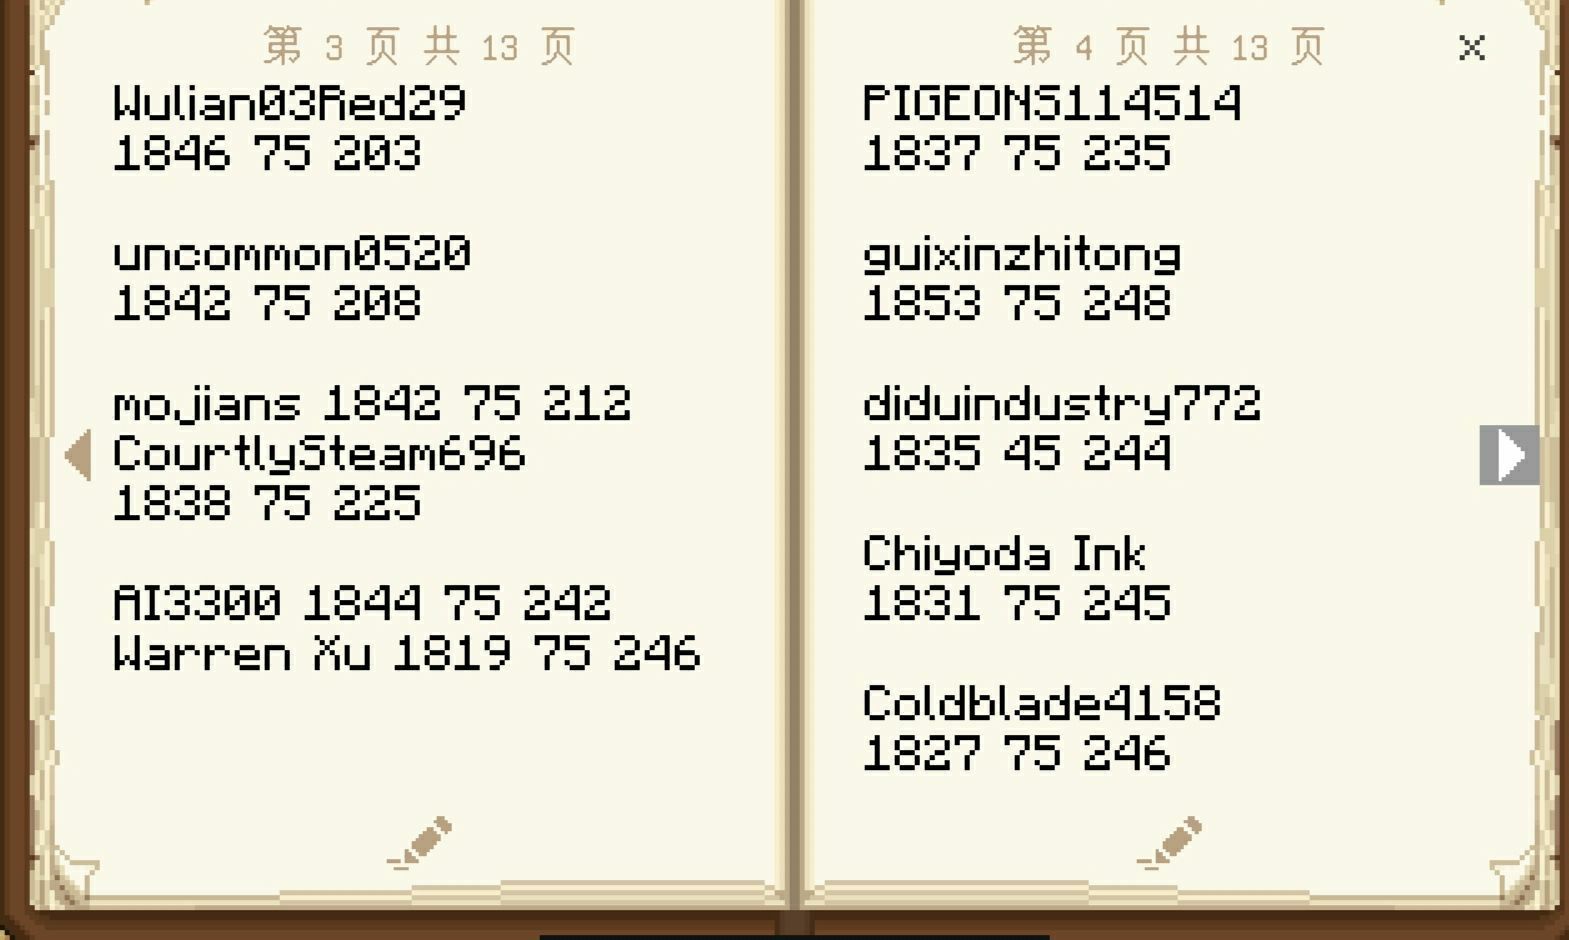 第 3 页 共 13 页
Wulian03Red29
1846 75 203
uncommon0520
1842 75 208
mojians 1842 75 212
CourtlySteam696
1838 75 225
AI3300 1844 75 242
Warren Xu 1819 75 246
第 4 页 共 13 页
PIGEONS114514
1837 75 235
guixinzhitong
1853 75 248
diduindustry772
1835 45 244
Chiyoda Ink
1831 75 245
Coldblade4158
1827 75 246